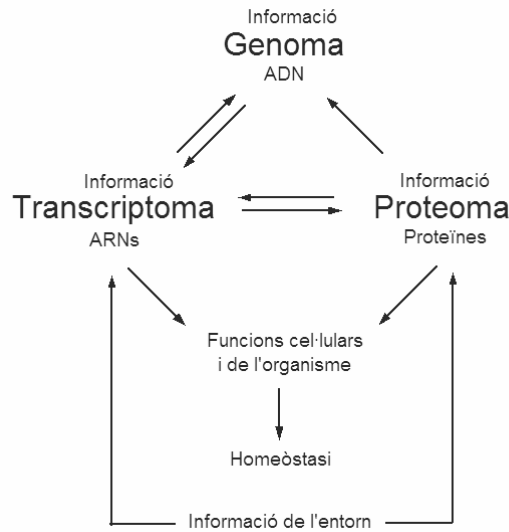 Informació
Genoma
ADN
Informació
Transcriptoma
ARNs
Informació
Proteoma
Proteïnes
Funcions cel·lulars
i de l'organisme
Homeòstasi
Informació de l'entorn